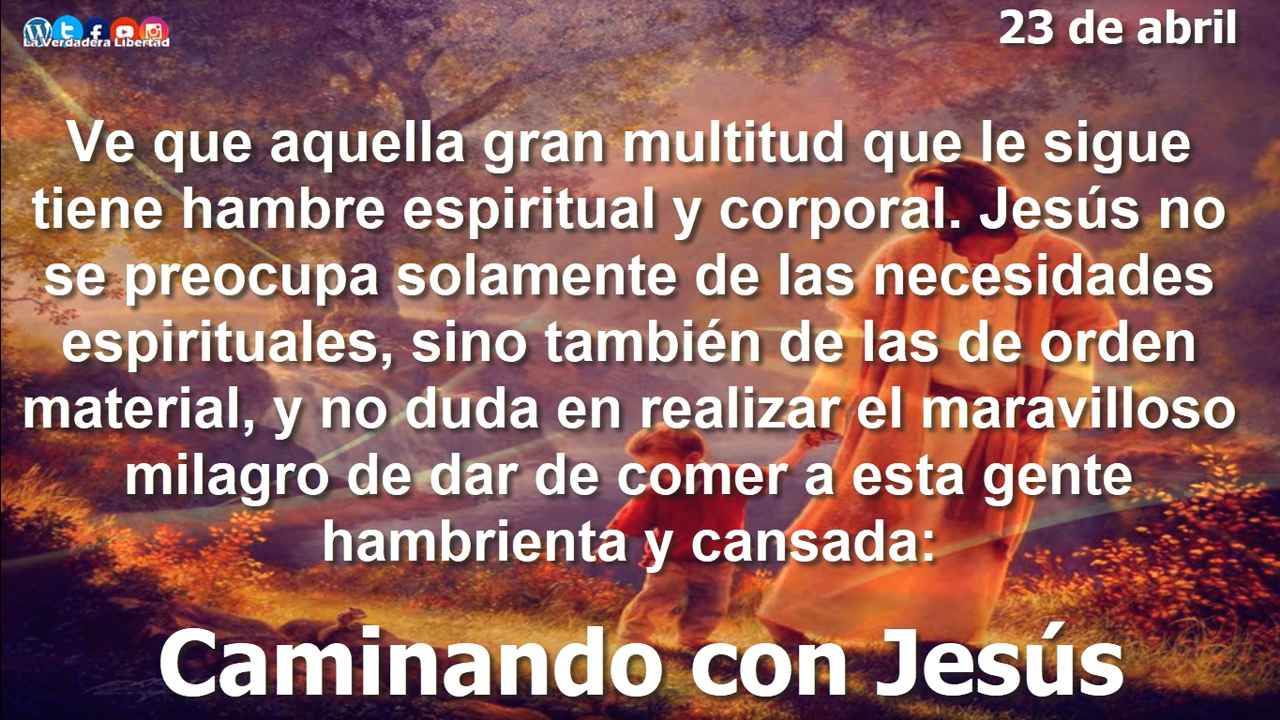 La Verdadera Libertad
23 de abril
Ve que aquella gran multitud que le sigue
tiene hambre espiritual y corporal. Jesús no
se preocupa solamente de las necesidades
espirituales, sino también de las de orden
material, y no duda en realizar el maravilloso
milagro de dar de comer a esta gente
hambrienta y cansada:
Caminando con Jesús